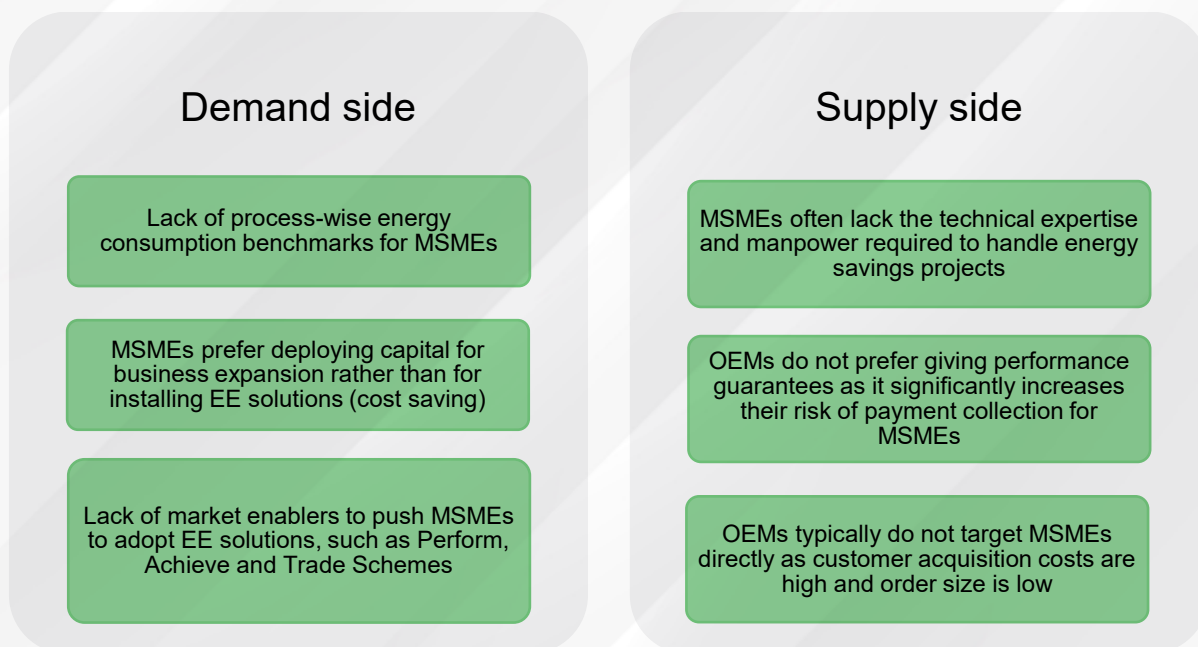 Demand side
Lack of process-wise energy
consumption benchmarks for MSMEs
MSMEs prefer deploying capital for
business expansion rather than for
installing EE solutions (cost saving)
Lack of market enablers to push MSMEs
to adopt EE solutions, such as Perform,
Achieve and Trade Schemes
Supply side
MSMEs often lack the technical expertise
and manpower required to handle energy
savings projects
OEMs do not prefer giving performance
guarantees as it significantly increases
their risk of payment collection for
MSMEs
OEMs typically do not target MSMEs
directly as customer acquisition costs are
high and order size is low